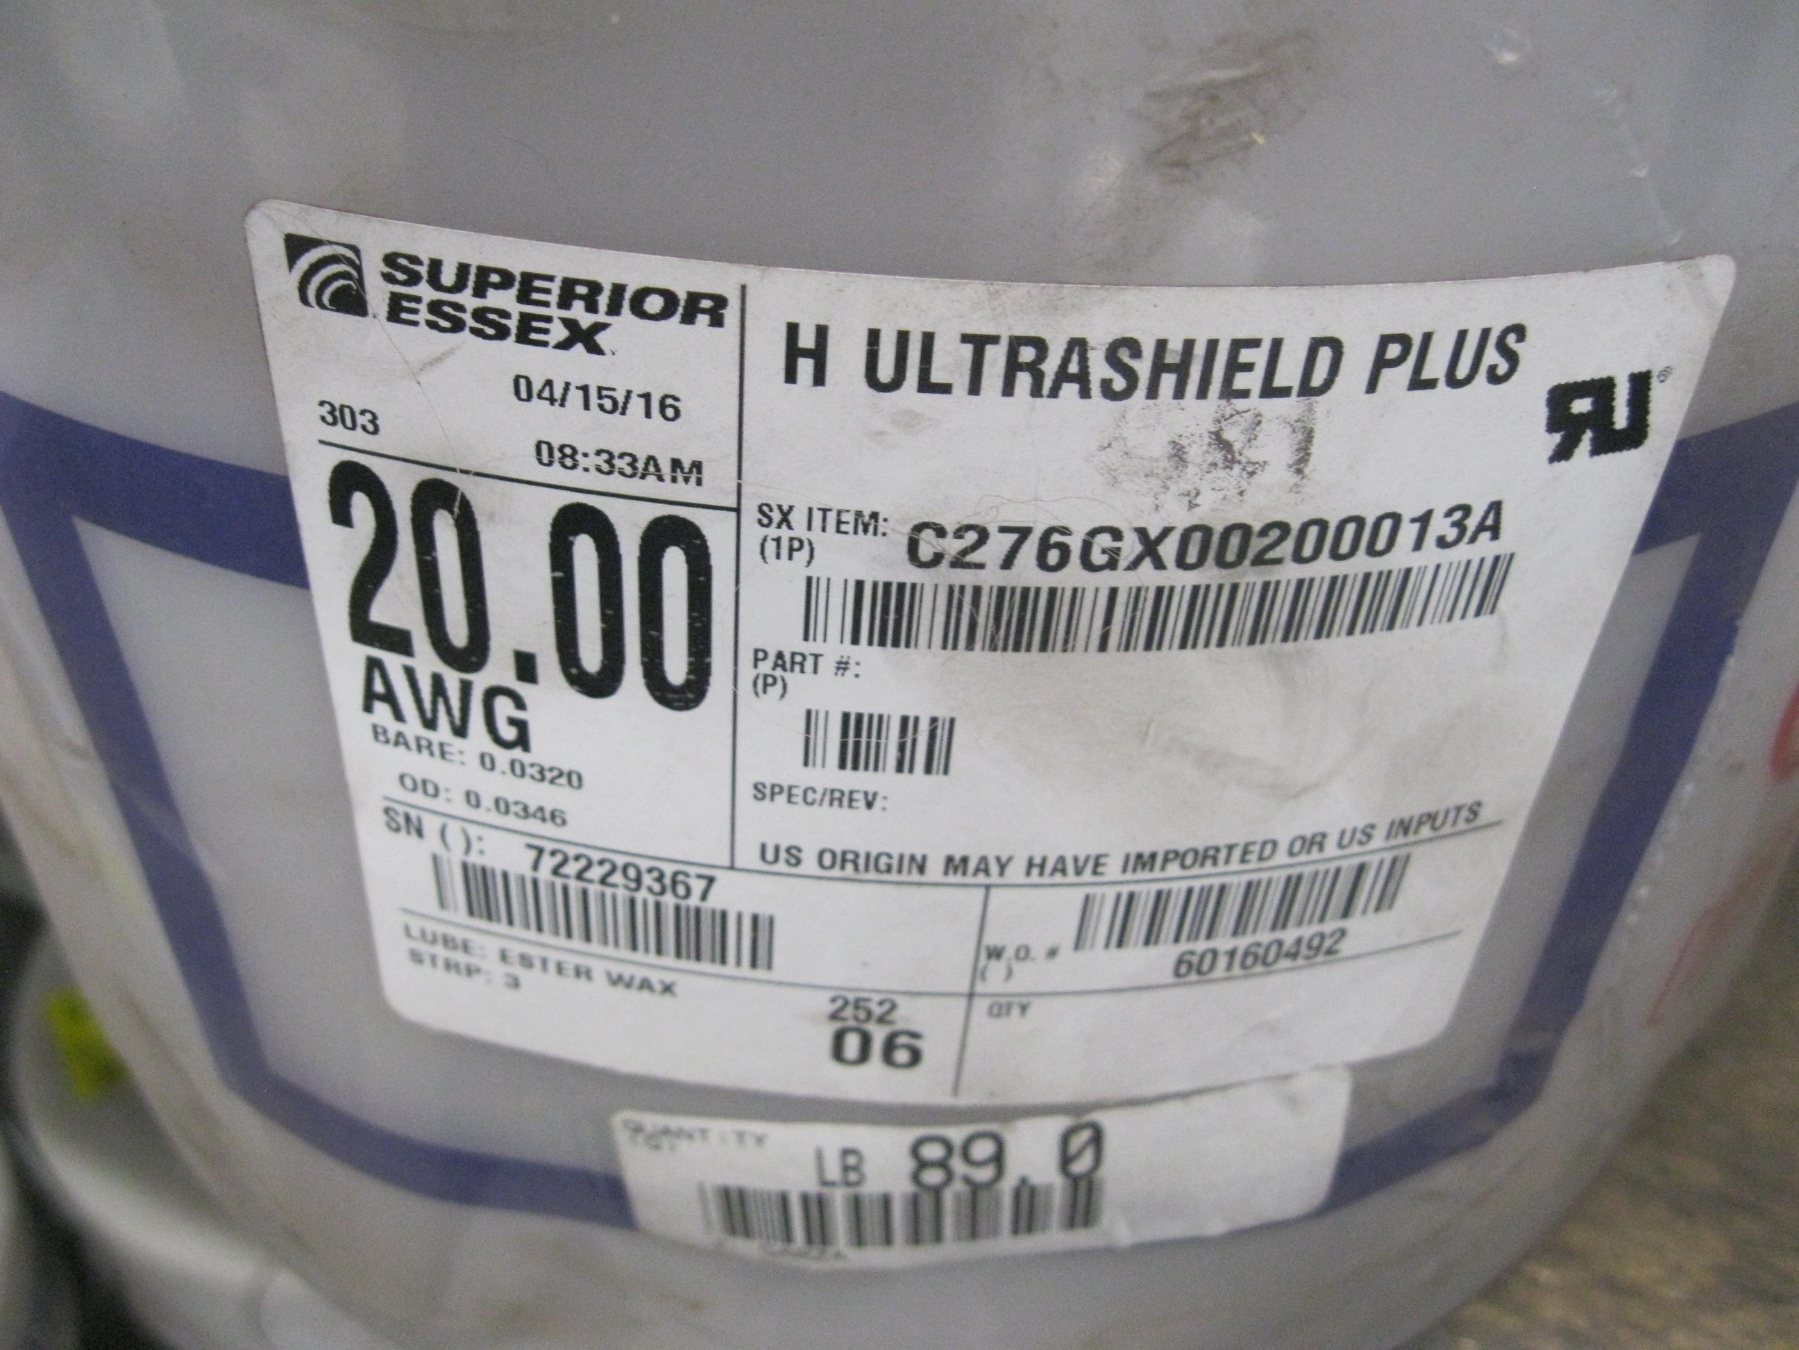 SUPERIOR
ESSEX
04/15/16
303
08:33AM
20.00
AWG
BARE: 0.0320
OD: 0.0346
H ULTRASHIELD PLUS
RU®
SX ITEM: C276GX00200013A
(1P)
PART #:
(P)
SPEC/REV:
US ORIGIN MAY HAVE IMPORTED OR US INPUTS
SN ( ): 72229367
W.O. #
( )
60160492
LUBE: ESTER WAX
STRP: 3
252
06
QTY
QUANTITY
LB 89.0